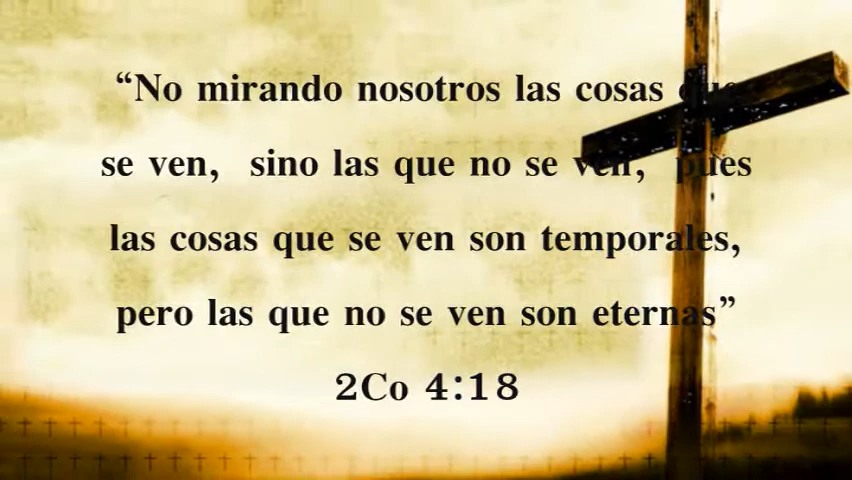 “No mirando nosotros las cosas que
se ven, sino las que no se ven, pues
las cosas que se ven son temporales,
pero las que no se ven son eternas”
2Co 4:18